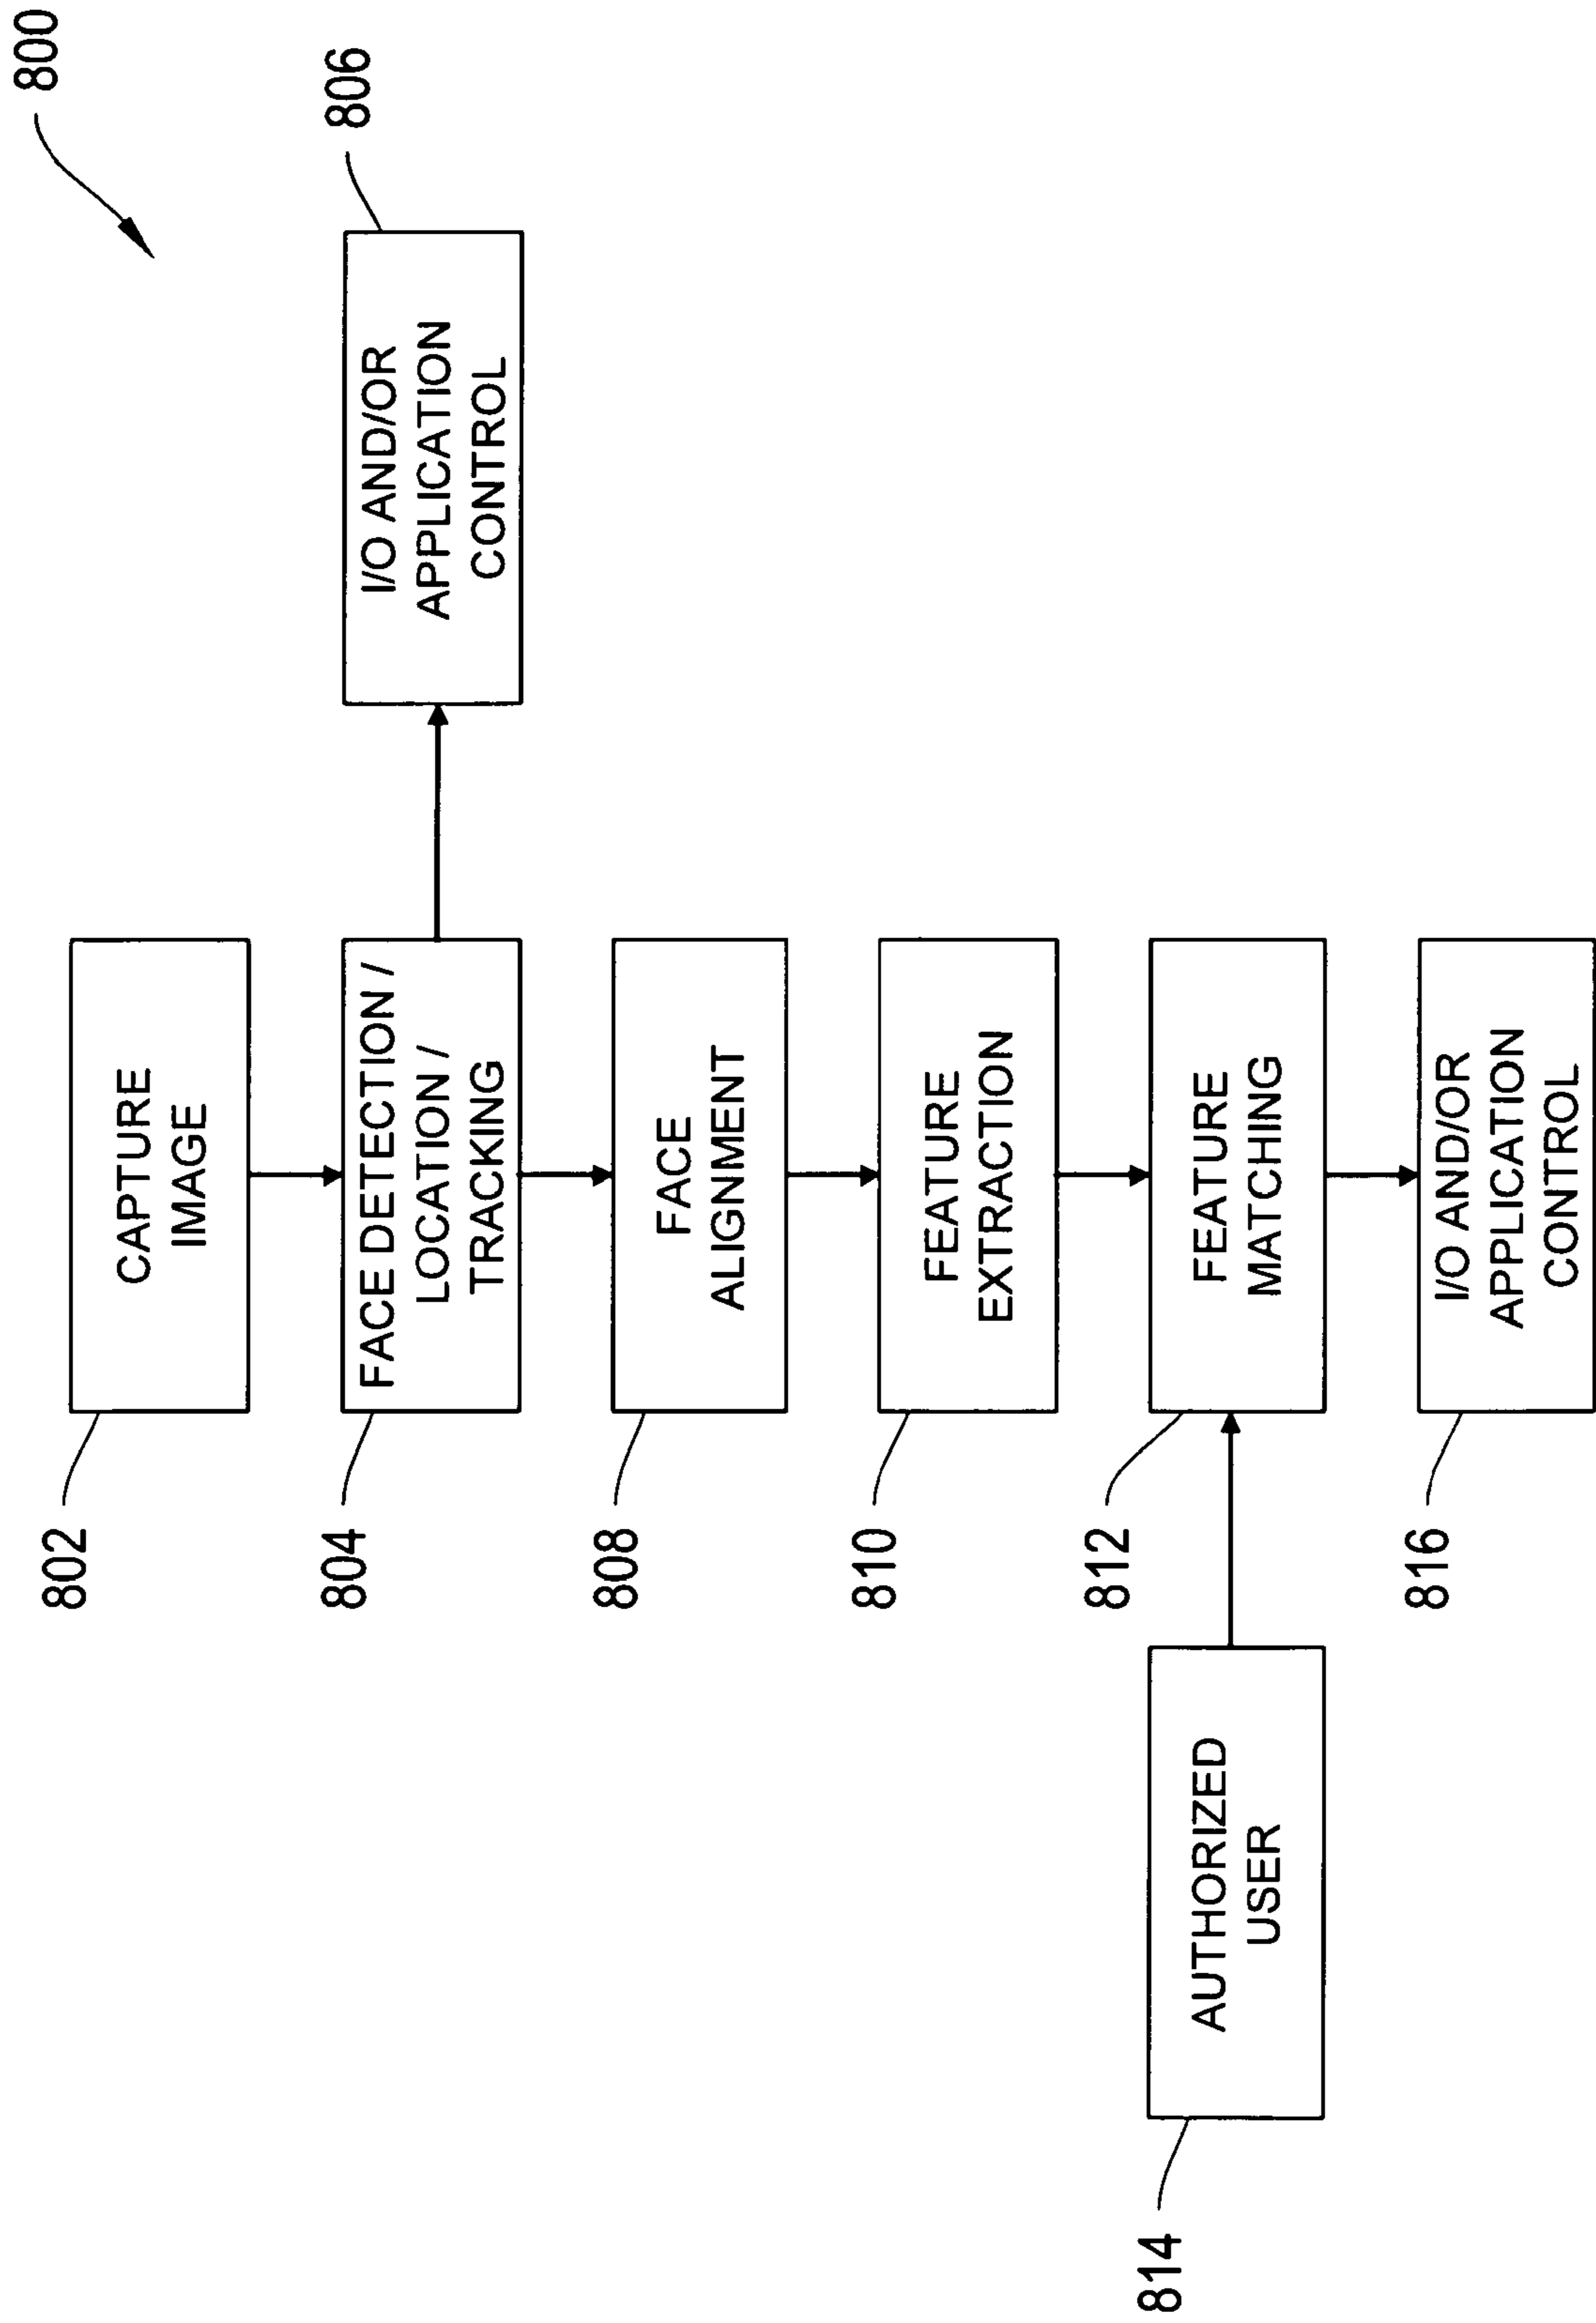 800
802
CAPTURE
IMAGE
804
FACE DETECTION /
LOCATION /
TRACKING
806
I/O AND/OR
APPLICATION
CONTROL
808
FACE
ALIGNMENT
810
FEATURE
EXTRACTION
812
FEATURE
MATCHING
814
AUTHORIZED
USER
816
I/O AND/OR
APPLICATION
CONTROL